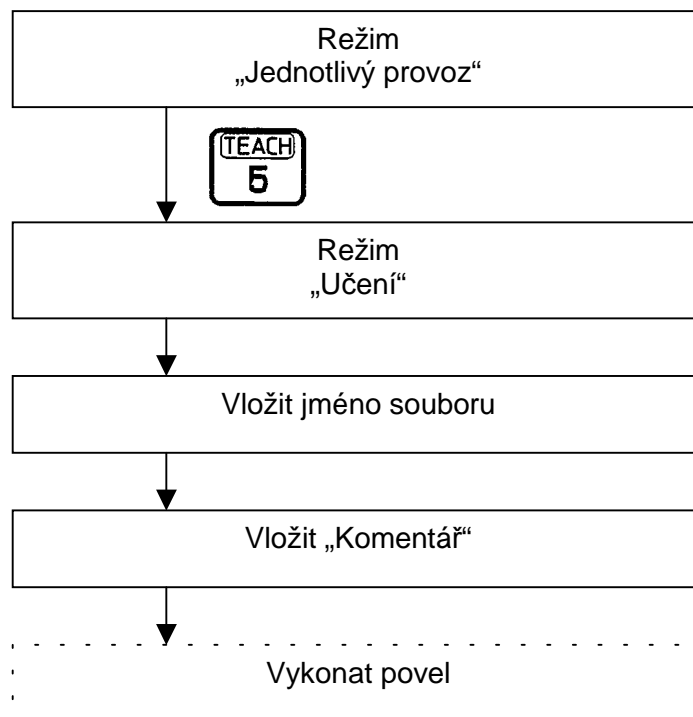 Režim
„Jednotlivý provoz“
TEACH
5
Režim
„Učení“
Vložit jméno souboru
Vložit „Komentář“
Vykonat povel